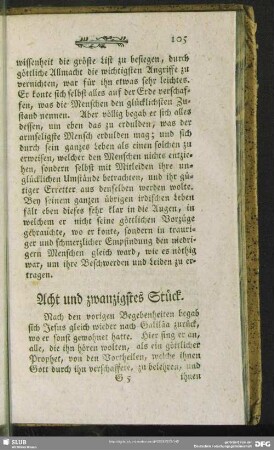 105
wissenheit die gröste List zu besiegen, durch
göttliche Allmacht die wichtigsten Angriffe zu
vernichten, war für ihn etwas sehr leichtes.
Er konte sich selbst alles auf der Erde verschaf-
fen, was die Menschen den glücklichsten Zu-
stand nennen. Aber völlig begab er sich alles
dessen, um eben das zu erdulden, was der
armseligste Mensch erdulden mag; und sich
durch sein ganzes Leben als einen solchen zu
erweisen, welcher den Menschen nichts entzie-
hen, sondern selbst mit Mitleiden ihre un-
glücklichen Umstände betrachten, und ihr gü-
tiger Erretter aus denselben werden wolte.
Bey seinem ganzen übrigen irdischen Leben
fält eben dieses sehr klar in die Augen, in
welchem er nicht seine göttlichen Vorzüge
gebrauchte, wo er konte, sondern in trauri-
ger und schmerzlicher Empfindung den niedri-
gern Menschen gleich ward, wie es nöthig
war, um ihre Beschwerden und Leiden zu er-
tragen.
Acht und zwanzigstes Stück.
Nach den vorigen Begebenheiten begab
sich Jesus gleich wieder nach Galiläa zurück,
wo er sonst gewohnet hatte. Hier fing er an,
alle, die ihn hören wolten, als ein göttlicher
Prophet, von den Vortheilen, welche ihnen
Gott durch ihn verschaffete, zu belehren, und
G 5
ihnen
SLUB